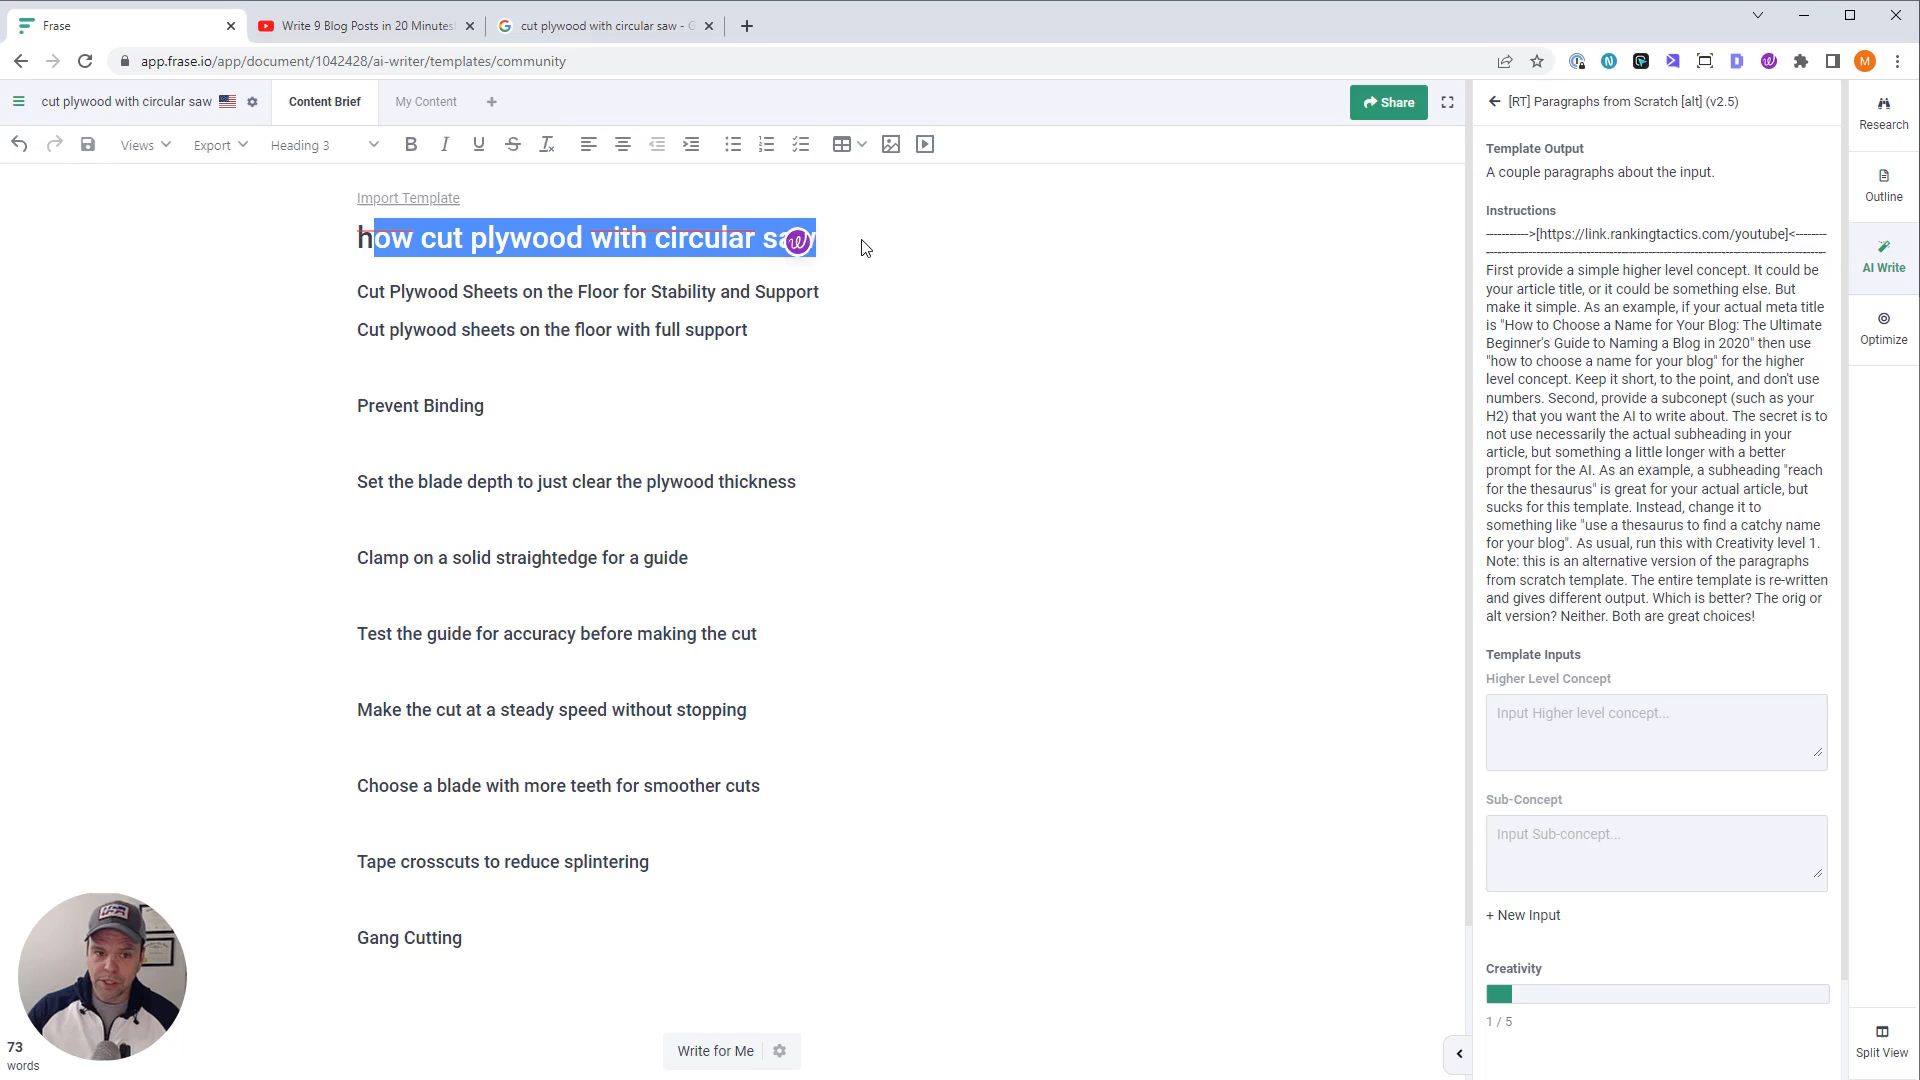 Frase
Write 9 Blog Posts in 20 Minutes
cut plywood with circular saw - G
app.frase.io/app/document/1042428/ai-writer/templates/community
M
cut plywood with circular saw
Content Brief
My Content
Share
Views
Export
Heading 3
Import Template
how cut plywood with circular saw
Cut Plywood Sheets on the Floor for Stability and Support
Cut plywood sheets on the floor with full support
Prevent Binding
Set the blade depth to just clear the plywood thickness
Clamp on a solid straightedge for a guide
Test the guide for accuracy before making the cut
Make the cut at a steady speed without stopping
Choose a blade with more teeth for smoother cuts
Tape crosscuts to reduce splintering
Gang Cutting
73
words
Write for Me
[RT] Paragraphs from Scratch [alt] (v2.5)
Template Output
A couple paragraphs about the input.
Instructions
----------->[https://link.rankingtactics.com/youtube]<--------
First provide a simple higher level concept. It could be
your article title, or it could be something else. But
make it simple. As an example, if your actual meta title
is "How to Choose a Name for Your Blog: The Ultimate
Beginner's Guide to Naming a Blog in 2020" then use
"how to choose a name for your blog" for the higher
level concept. Keep it short, to the point, and don't use
numbers. Second, provide a subconept (such as your
H2) that you want the AI to write about. The secret is to
not use necessarily the actual subheading in your
article, but something a little longer with a better
prompt for the AI. As an example, a subheading "reach
for the thesaurus" is great for your actual article, but
sucks for this template. Instead, change it to
something like "use a thesaurus to find a catchy name
for your blog". As usual, run this with Creativity level 1.
Note: this is an alternative version of the paragraphs
from scratch template. The entire template is re-written
and gives different output. Which is better? The orig or
alt version? Neither. Both are great choices!
Template Inputs
Higher Level Concept
Input Higher level concept...
Sub-Concept
Input Sub-concept...
+ New Input
Creativity
1 / 5
Research
Outline
AI Write
Optimize
Split View